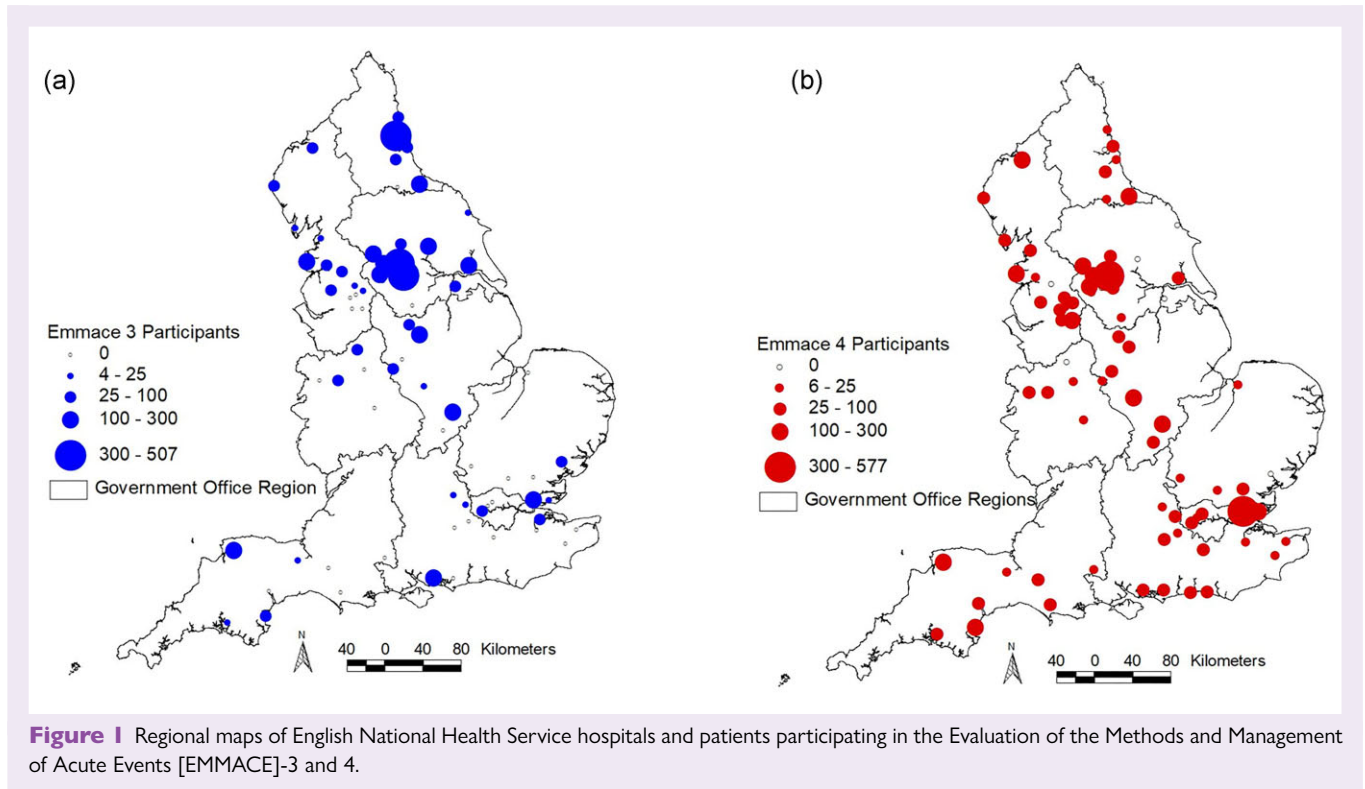 (a)
Emmace 3 Participants
0
4 - 25
25 - 100
100 - 300
300 - 507
Government Office Region
N
40 0 40 80 Kilometers
(b)
Emmace 4 Participants
0
6 - 25
25 - 100
100 - 300
300 - 577
Government Office Regions
N
40 0 40 80 Kilometers
Figure 1 Regional maps of English National Health Service hospitals and patients participating in the Evaluation of the Methods and Management
of Acute Events [EMMACE]-3 and 4.